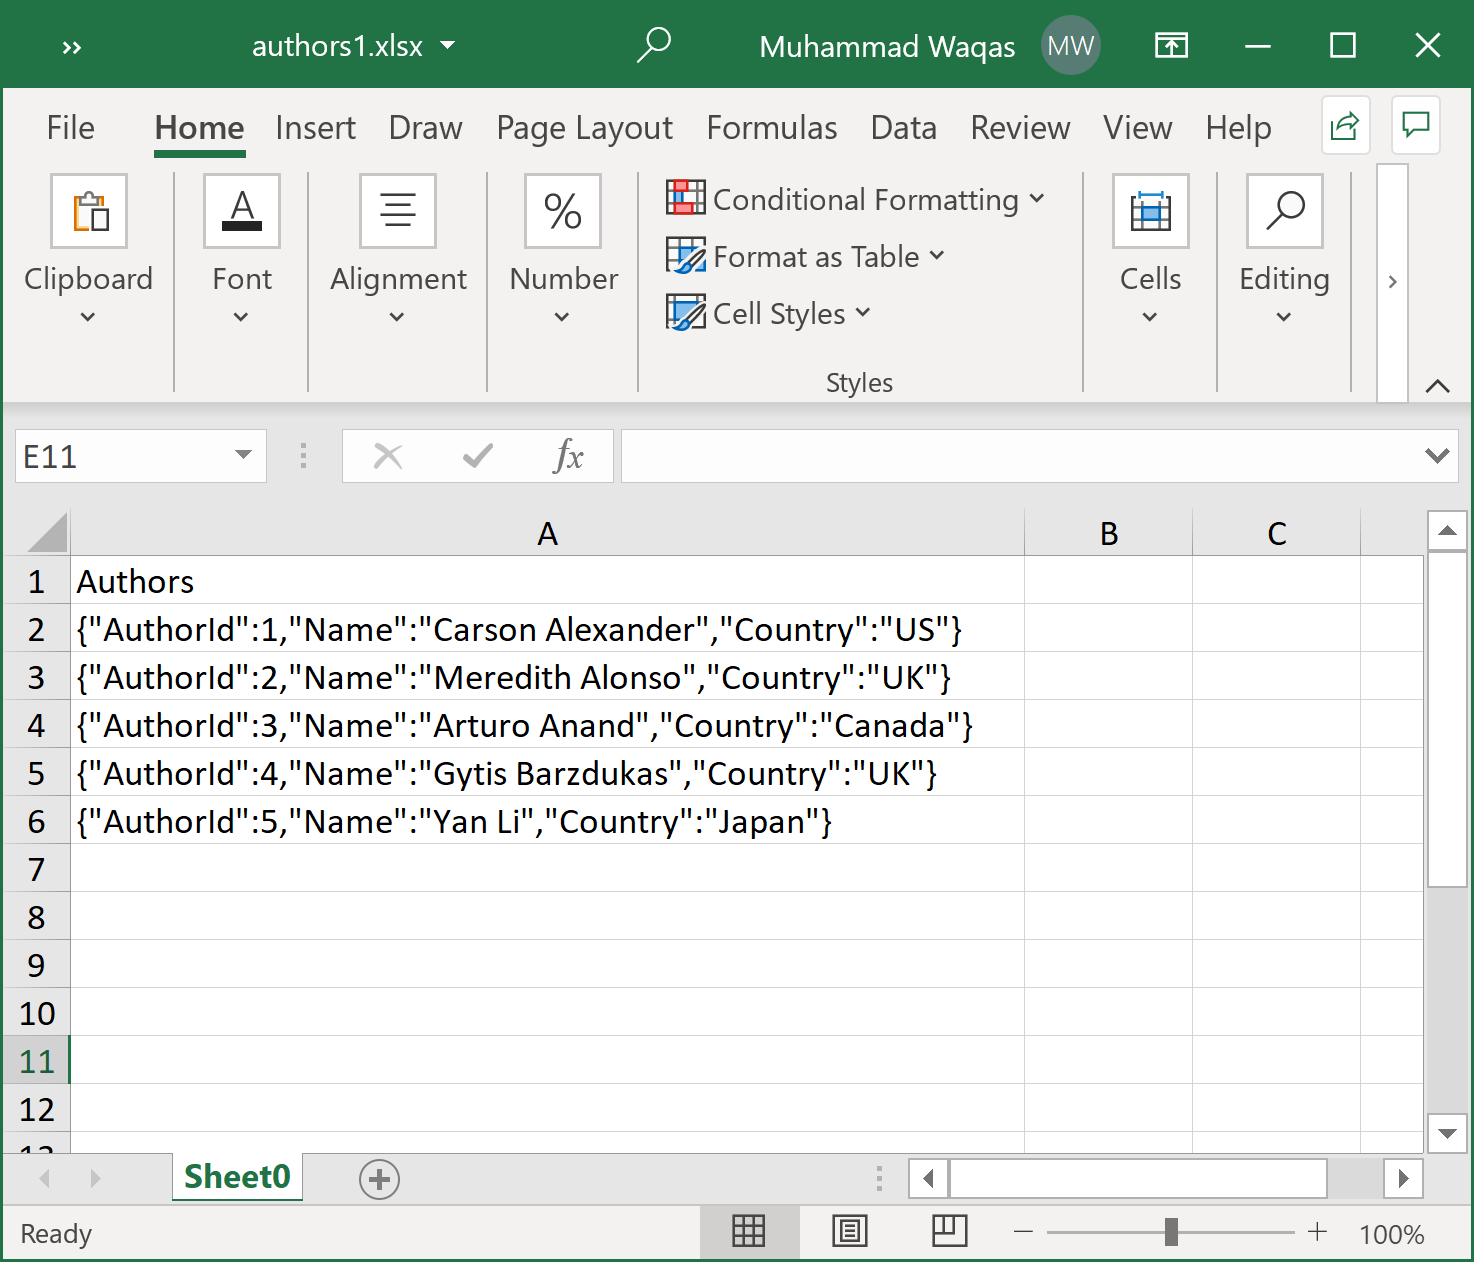 »
authors1.xlsx
Muhammad Waqas
MW
File Home Insert Draw Page Layout Formulas Data Review View Help
Clipboard
Font
Alignment
%
Number
Conditional Formatting
Format as Table
Cell Styles
Styles
Cells
Editing
E11
fx
A B C
1 Authors
2 {"AuthorId":1,"Name":"Carson Alexander","Country":"US"}
3 {"AuthorId":2,"Name":"Meredith Alonso","Country":"UK"}
4 {"AuthorId":3,"Name":"Arturo Anand","Country":"Canada"}
5 {"AuthorId":4,"Name":"Gytis Barzdukas","Country":"UK"}
6 {"AuthorId":5,"Name":"Yan Li","Country":"Japan"}
7
8
9
10
11
12
13
Sheet0
Ready
100%